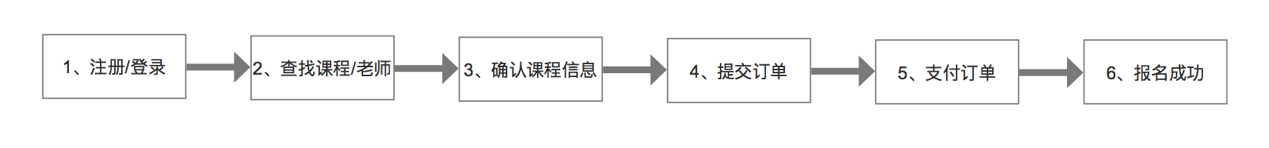 1、注册/登录
2、查找课程/老师
3、确认课程信息
4、提交订单
5、支付订单
6、报名成功